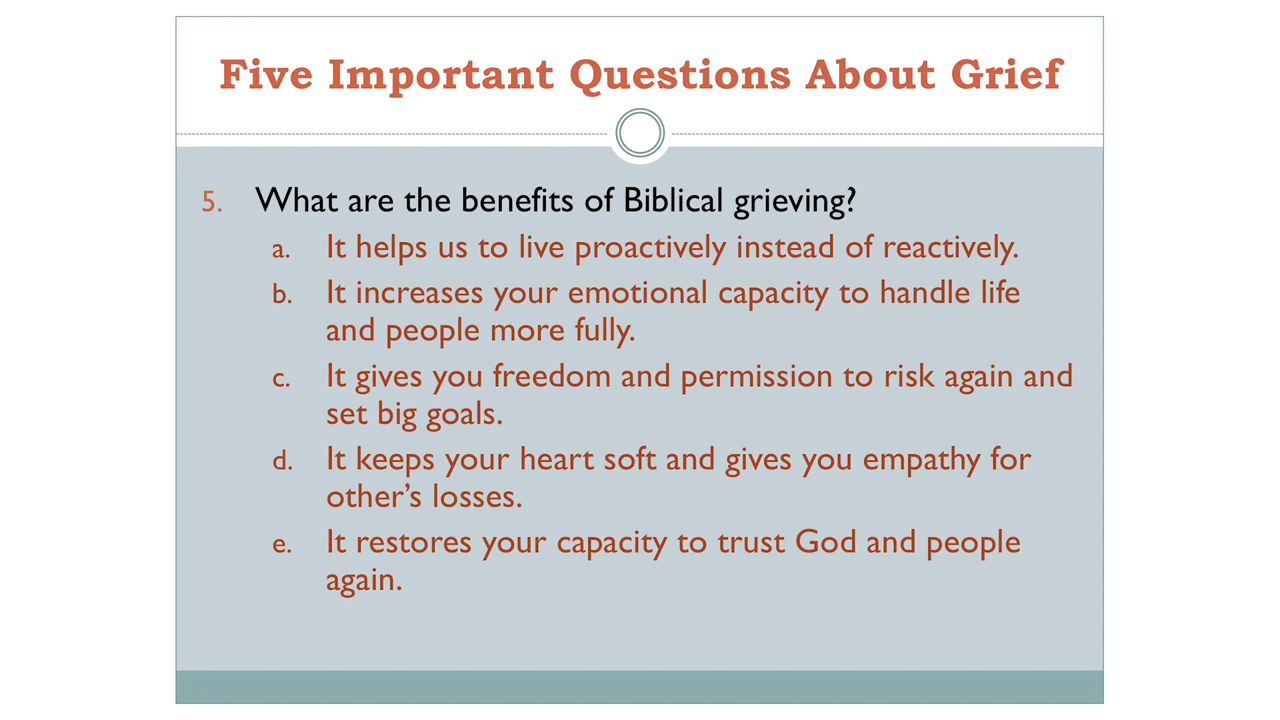 Five Important Questions About Grief
5. What are the benefits of Biblical grieving?
a. It helps us to live proactively instead of reactively.
b. It increases your emotional capacity to handle life
and people more fully.
c. It gives you freedom and permission to risk again and
set big goals.
d. It keeps your heart soft and gives you empathy for
other’s losses.
e. It restores your capacity to trust God and people
again.